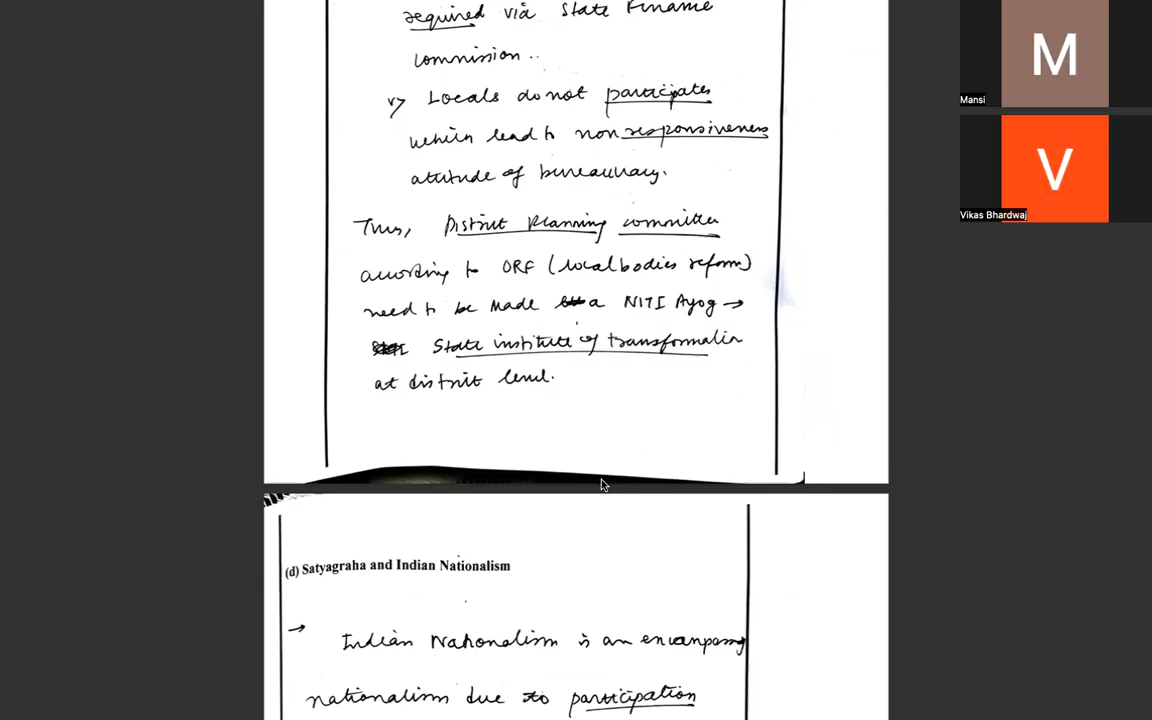 required via State Finance
commission..
v) Locals do not participates
which lead to non responsiveness
attitude of bureaucracy.
Thus, District Planning committee
according to ORF (local bodies reform)
need to be made a NITI Ayog →
State institute of transformation
at district level.
(d) Satyagraha and Indian Nationalism
→ Indian Nationalism is an encompassing
nationalism due to participation
M
Mansi
V
Vikas Bhardwaj